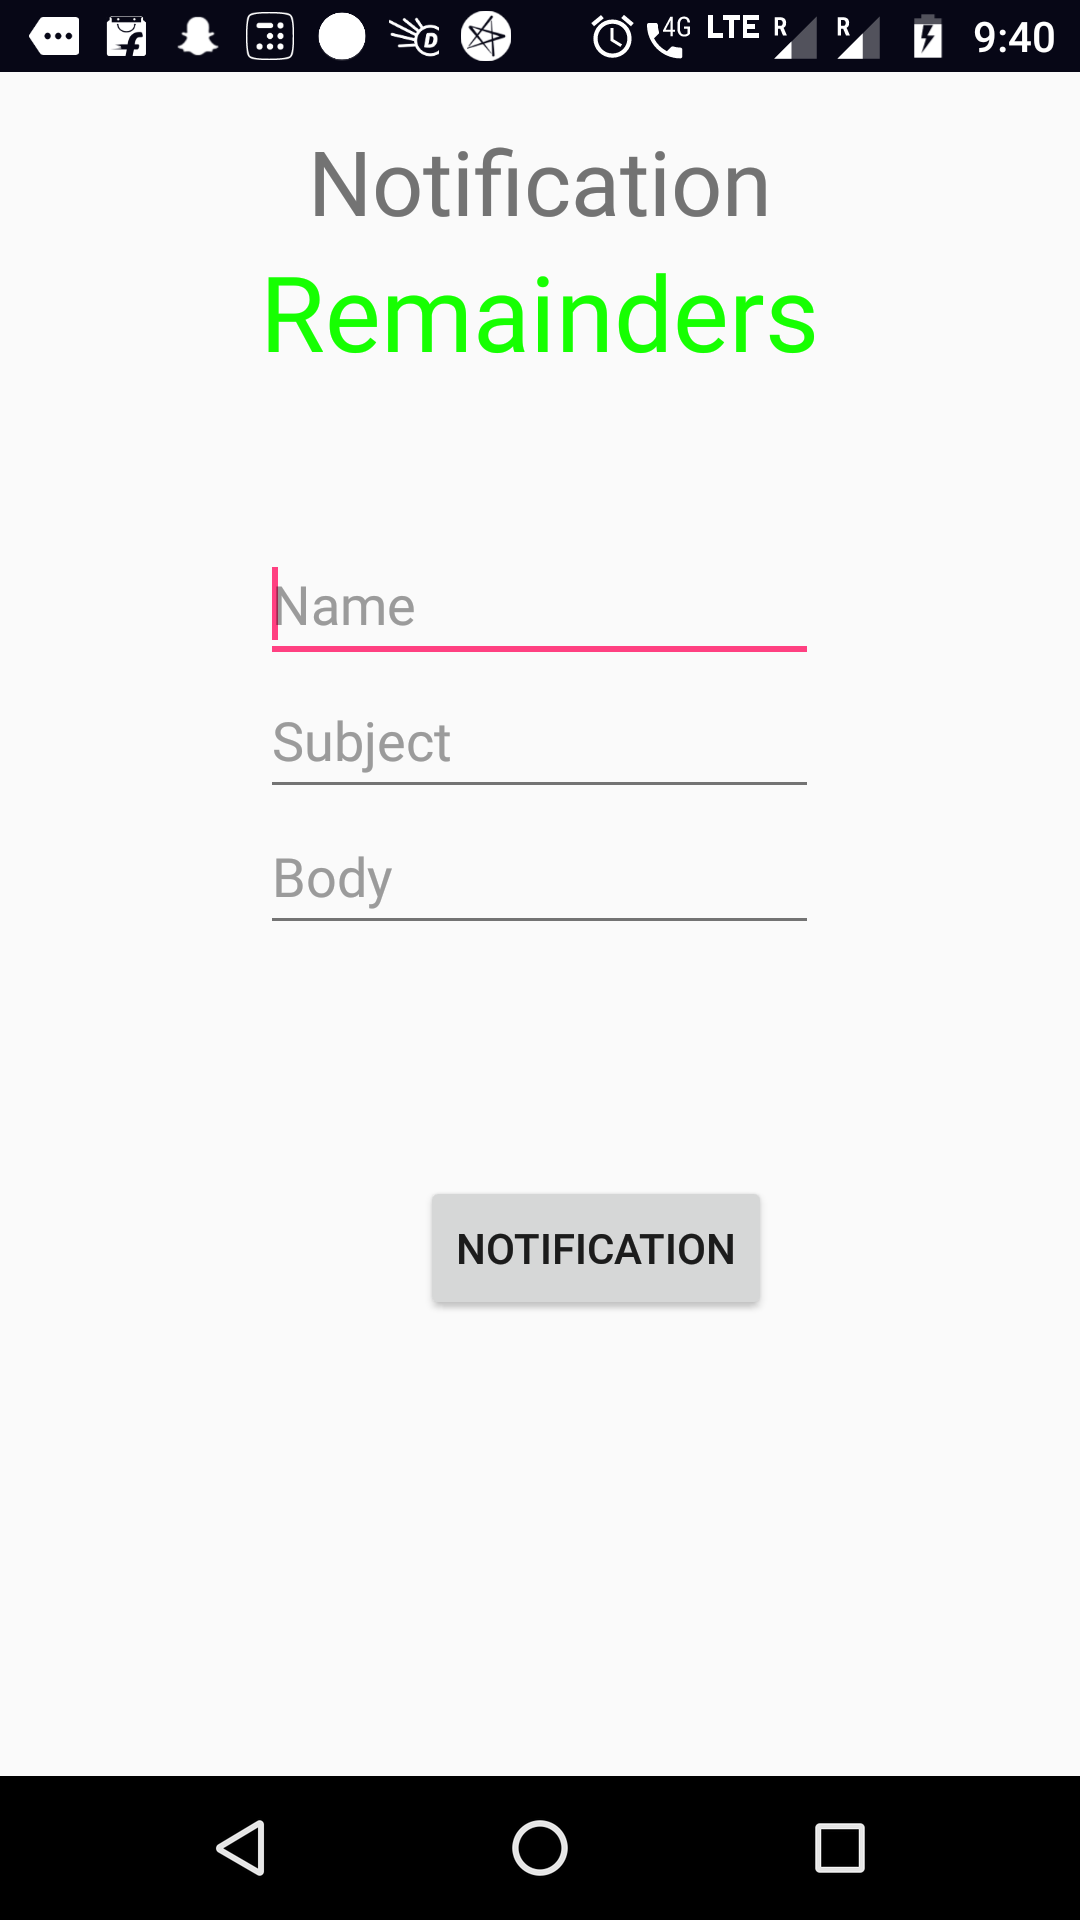 4G LTE R R 9:40
Notification
Remainders
Name
Subject
Body
NOTIFICATION